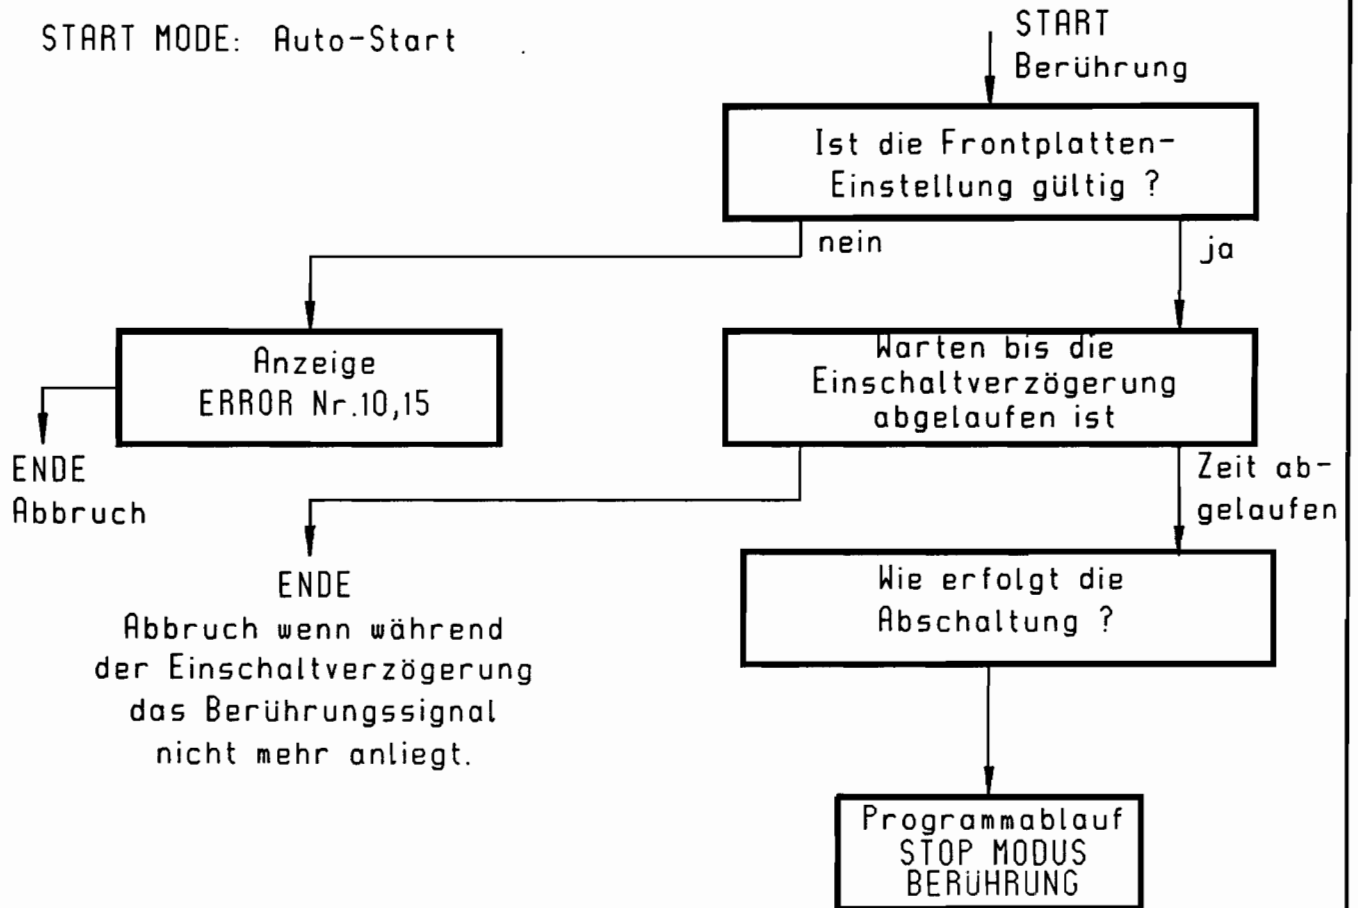 START MODE: Auto-Start
START
Berührung
Ist die Frontplatten-
Einstellung gültig ?
nein
ja
Anzeige
ERROR Nr.10,15
Warten bis die
Einschaltverzögerung
abgelaufen ist
ENDE
Abbruch
Zeit ab-
gelaufen
ENDE
Abbruch wenn während
der Einschaltverzögerung
das Berührungssignal
nicht mehr anliegt.
Wie erfolgt die
Abschaltung ?
Programmablauf
STOP MODUS
BERÜHRUNG